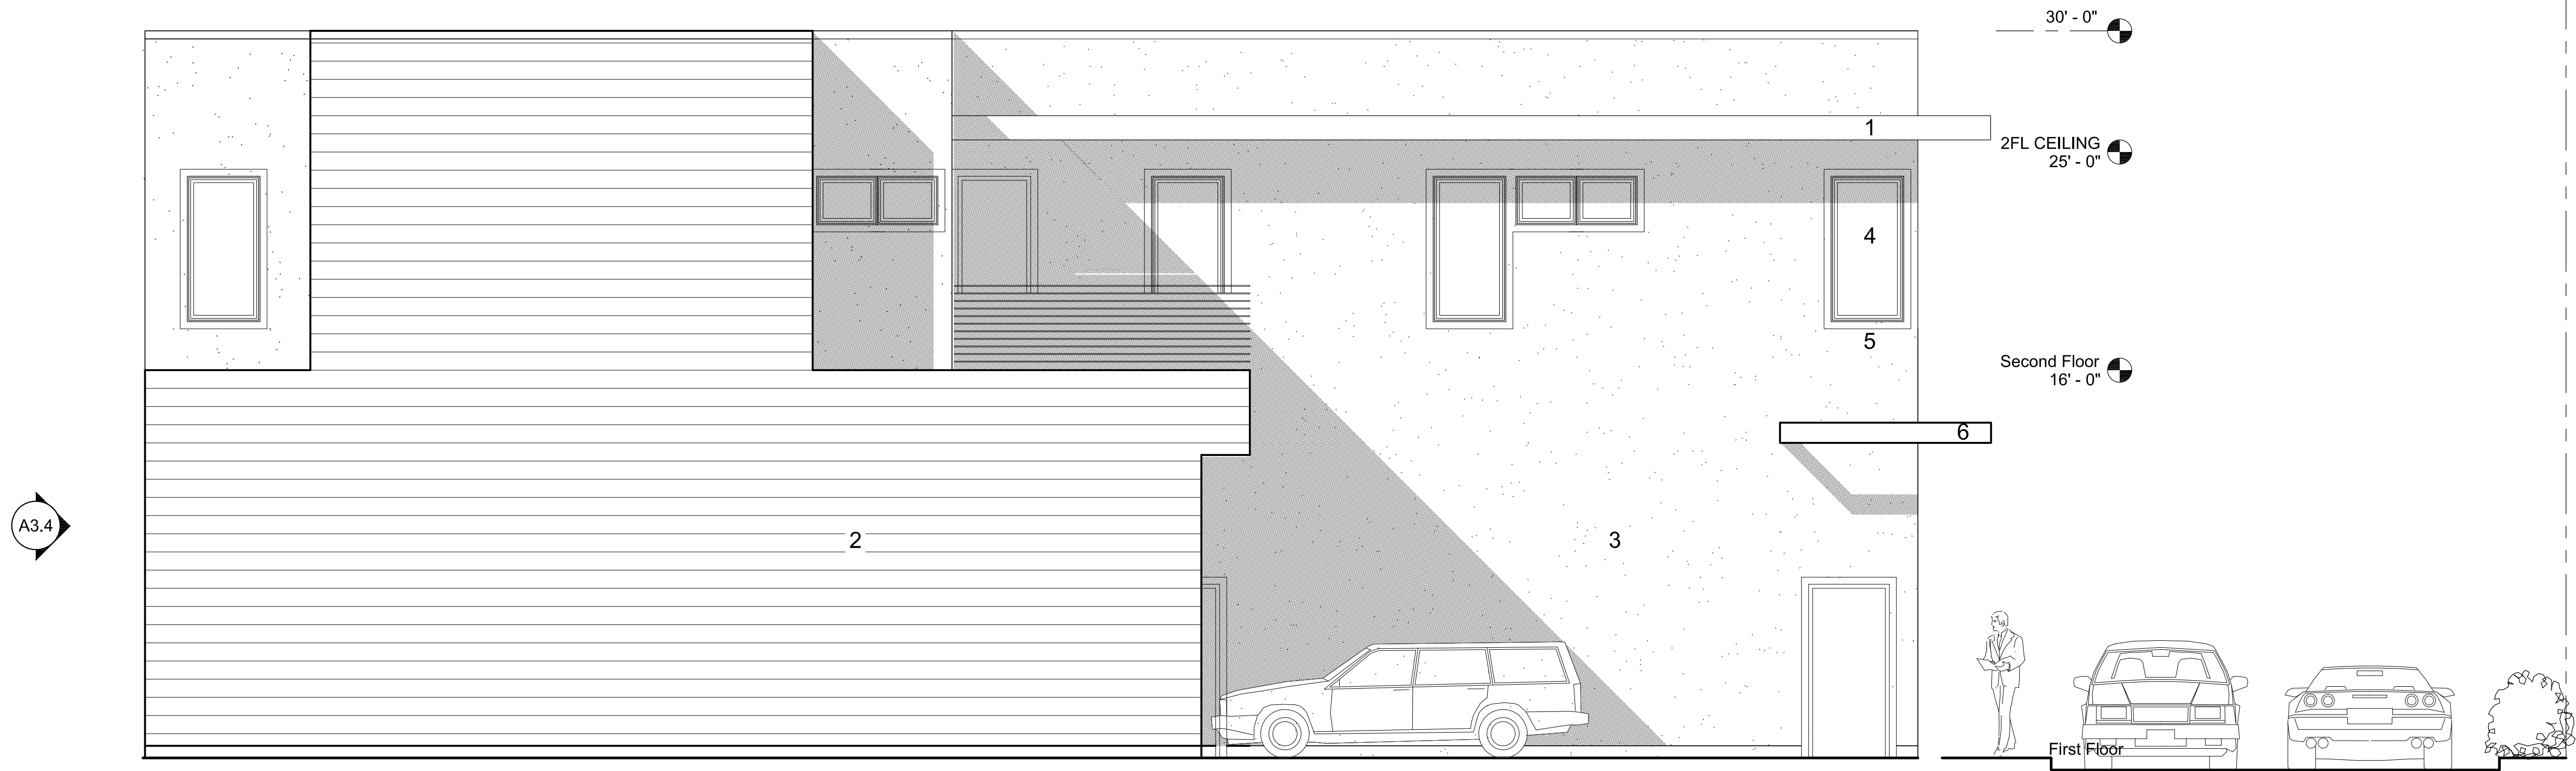 30' - 0"
1
2FL CEILING
25' - 0"
4
5
Second Floor
16' - 0"
6
A3.4
2
3
First Floor